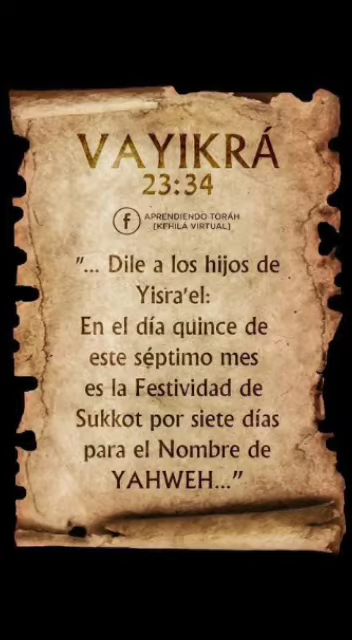 VAYIKRÁ
23:34
f APRENDIENDO TORÁH
[KEHILA VIRTUAL]
"... Dile a los hijos de
Yisra'el:
En el día quince de
este séptimo mes
es la Festividad de
Sukkot por siete días
para el Nombre de
YAHWEH..."